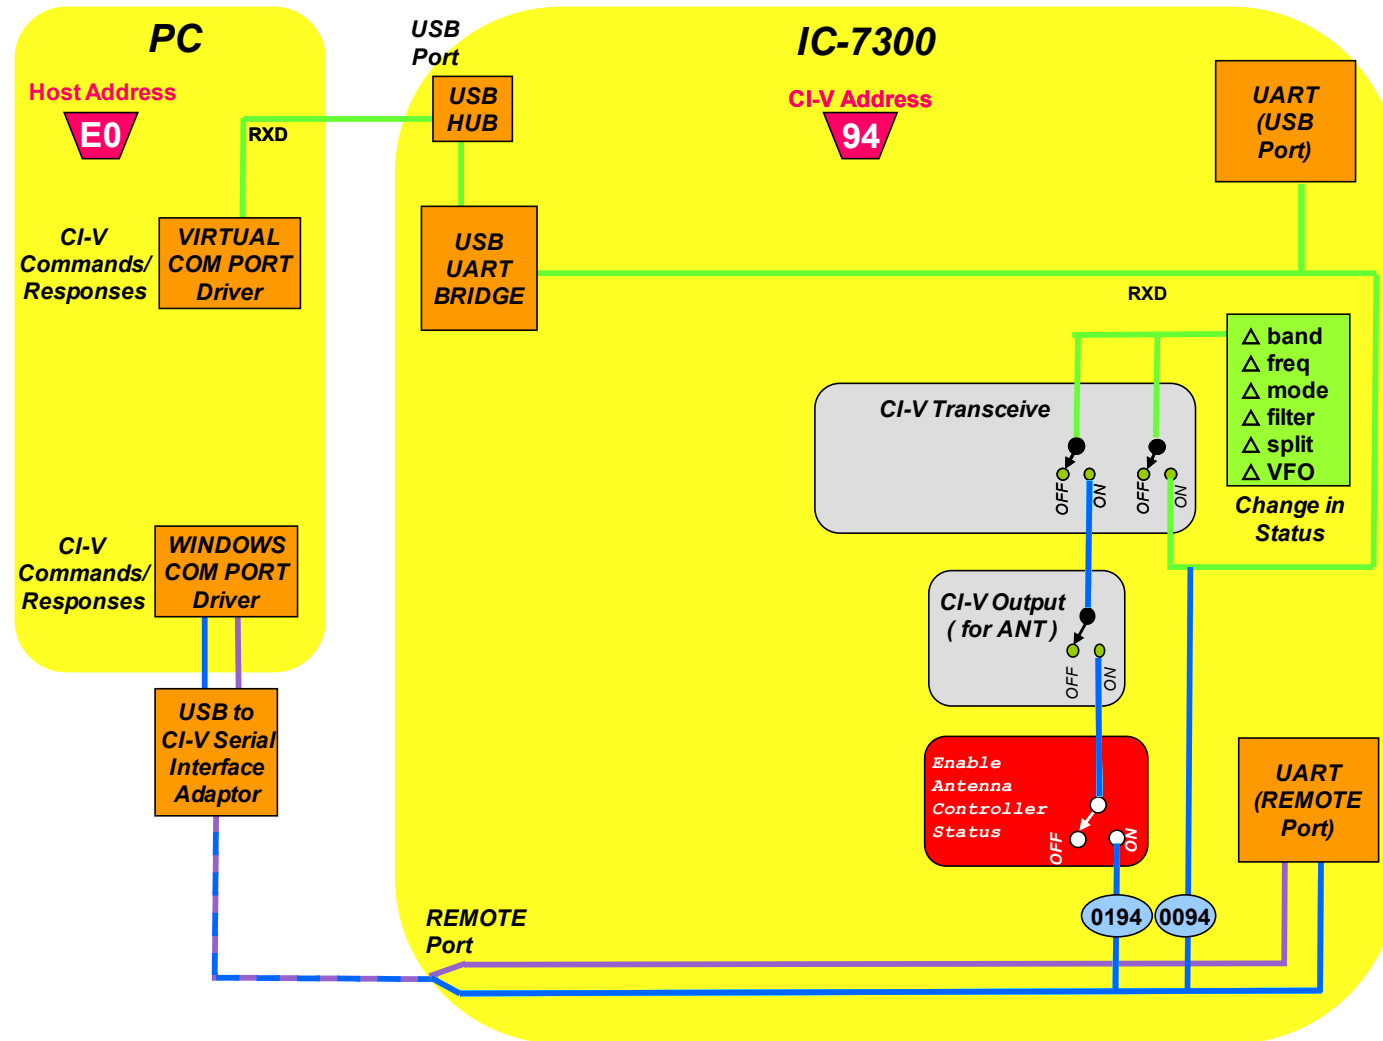 PC
Host Address
E0
RXD
CI-V
Commands/
Responses
VIRTUAL
COM PORT
Driver
CI-V
Commands/
Responses
WINDOWS
COM PORT
Driver
USB to
CI-V Serial
Interface
Adaptor
USB
Port
IC-7300
USB
HUB
CI-V Address
94
UART
(USB
Port)
USB
UART
BRIDGE
RXD
△ band
△ freq
△ mode
△ filter
△ split
△ VFO
Change in
Status
CI-V Transceive
OFF
ON
OFF
ON
CI-V Output
( for ANT )
OFF
ON
Enable
Antenna
Controller
Status
OFF
ON
UART
(REMOTE
Port)
0194
0094
REMOTE
Port